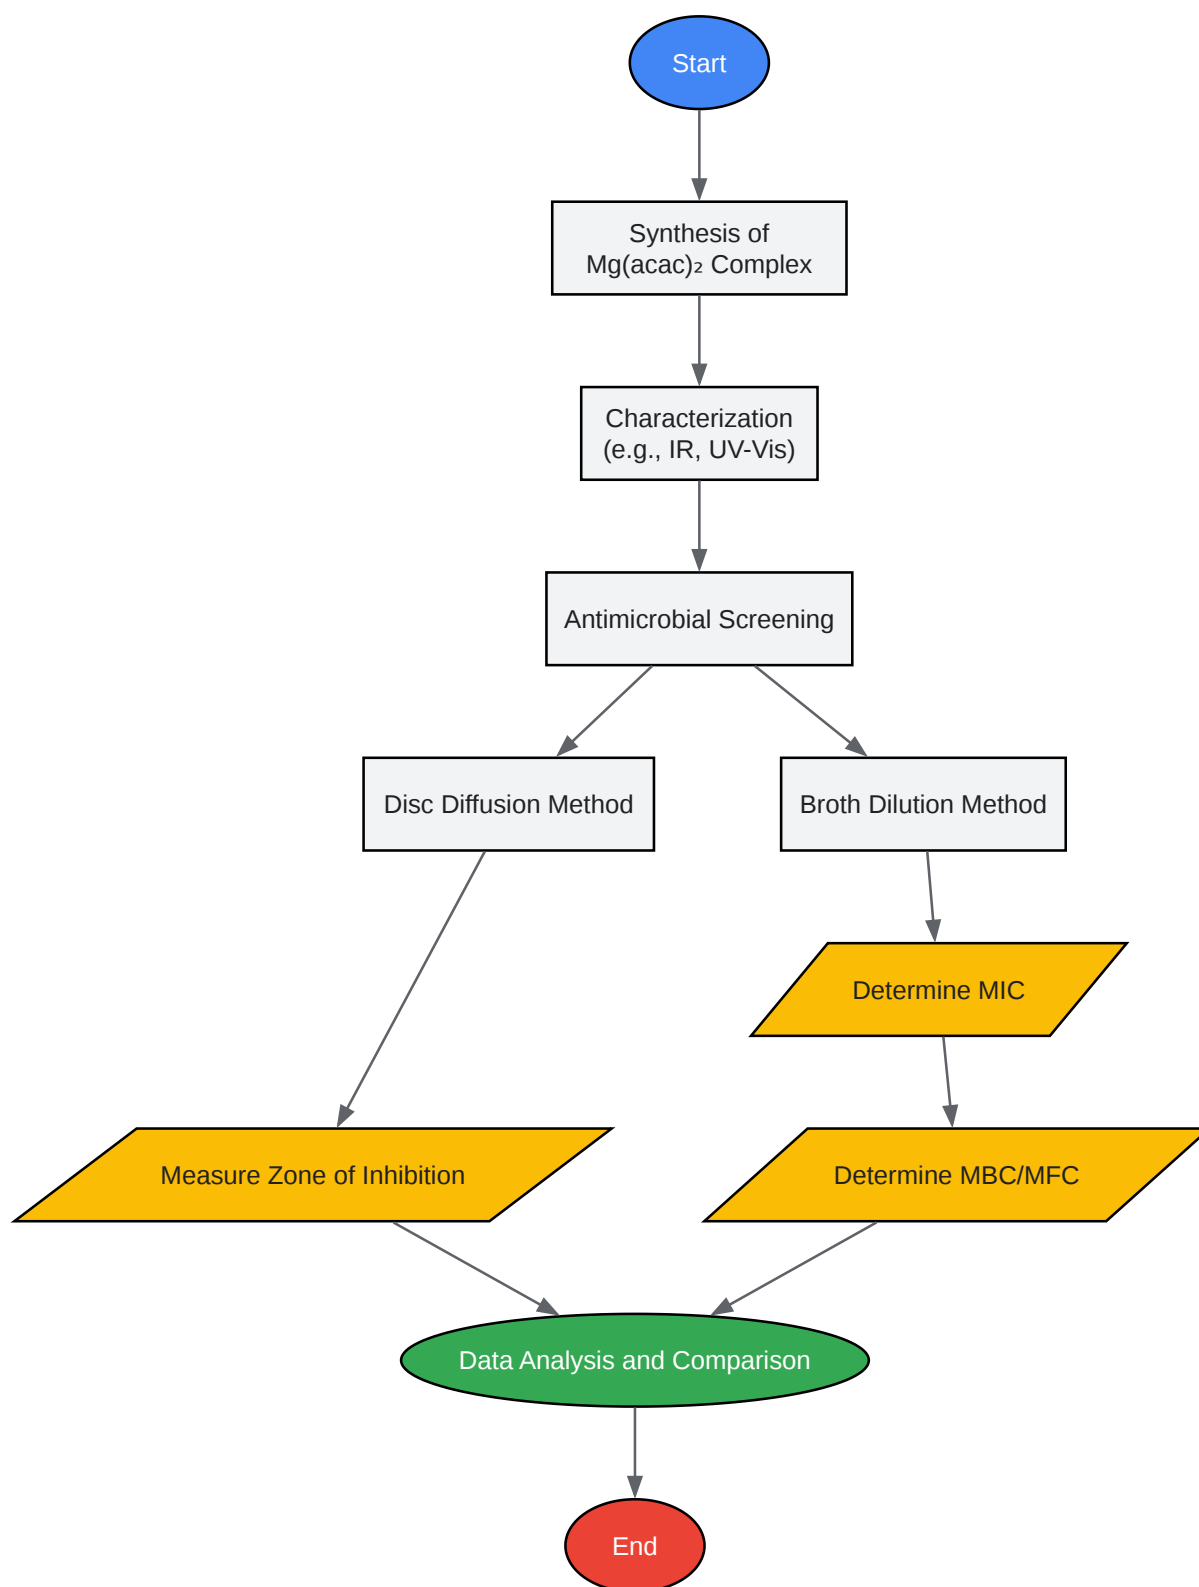 Start
Synthesis of
Mg(acac)₂ Complex
Characterization
(e.g., IR, UV-Vis)
Antimicrobial Screening
Disc Diffusion Method
Broth Dilution Method
Determine MIC
Measure Zone of Inhibition
Determine MBC/MFC
Data Analysis and Comparison
End